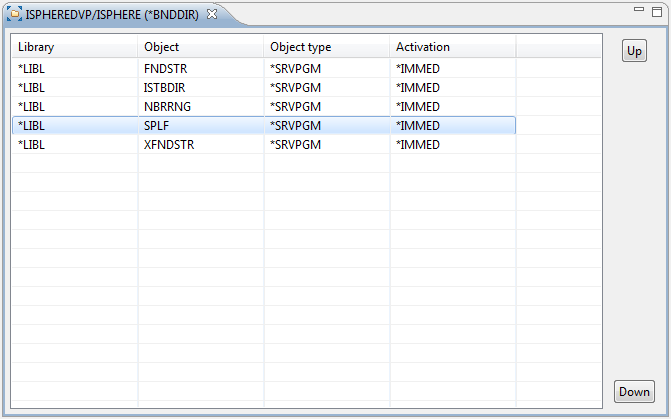 ISPHEREDVP/ISPHERE (*BNDDIR)
Library Object Object type Activation Up
*LIBL FNDSTR *SRVPGM *IMMED
*LIBL ISTBDIR *SRVPGM *IMMED
*LIBL NBRRNG *SRVPGM *IMMED
*LIBL SPLF *SRVPGM *IMMED
*LIBL XFNDSTR *SRVPGM *IMMED
Down